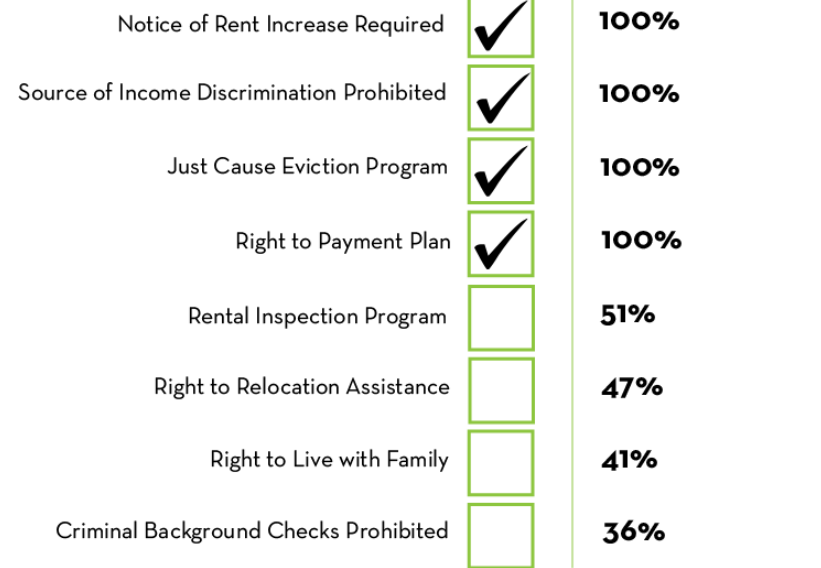 Notice of Rent Increase Required 100%
Source of Income Discrimination Prohibited 100%
Just Cause Eviction Program 100%
Right to Payment Plan 100%
Rental Inspection Program 51%
Right to Relocation Assistance 47%
Right to Live with Family 41%
Criminal Background Checks Prohibited 36%